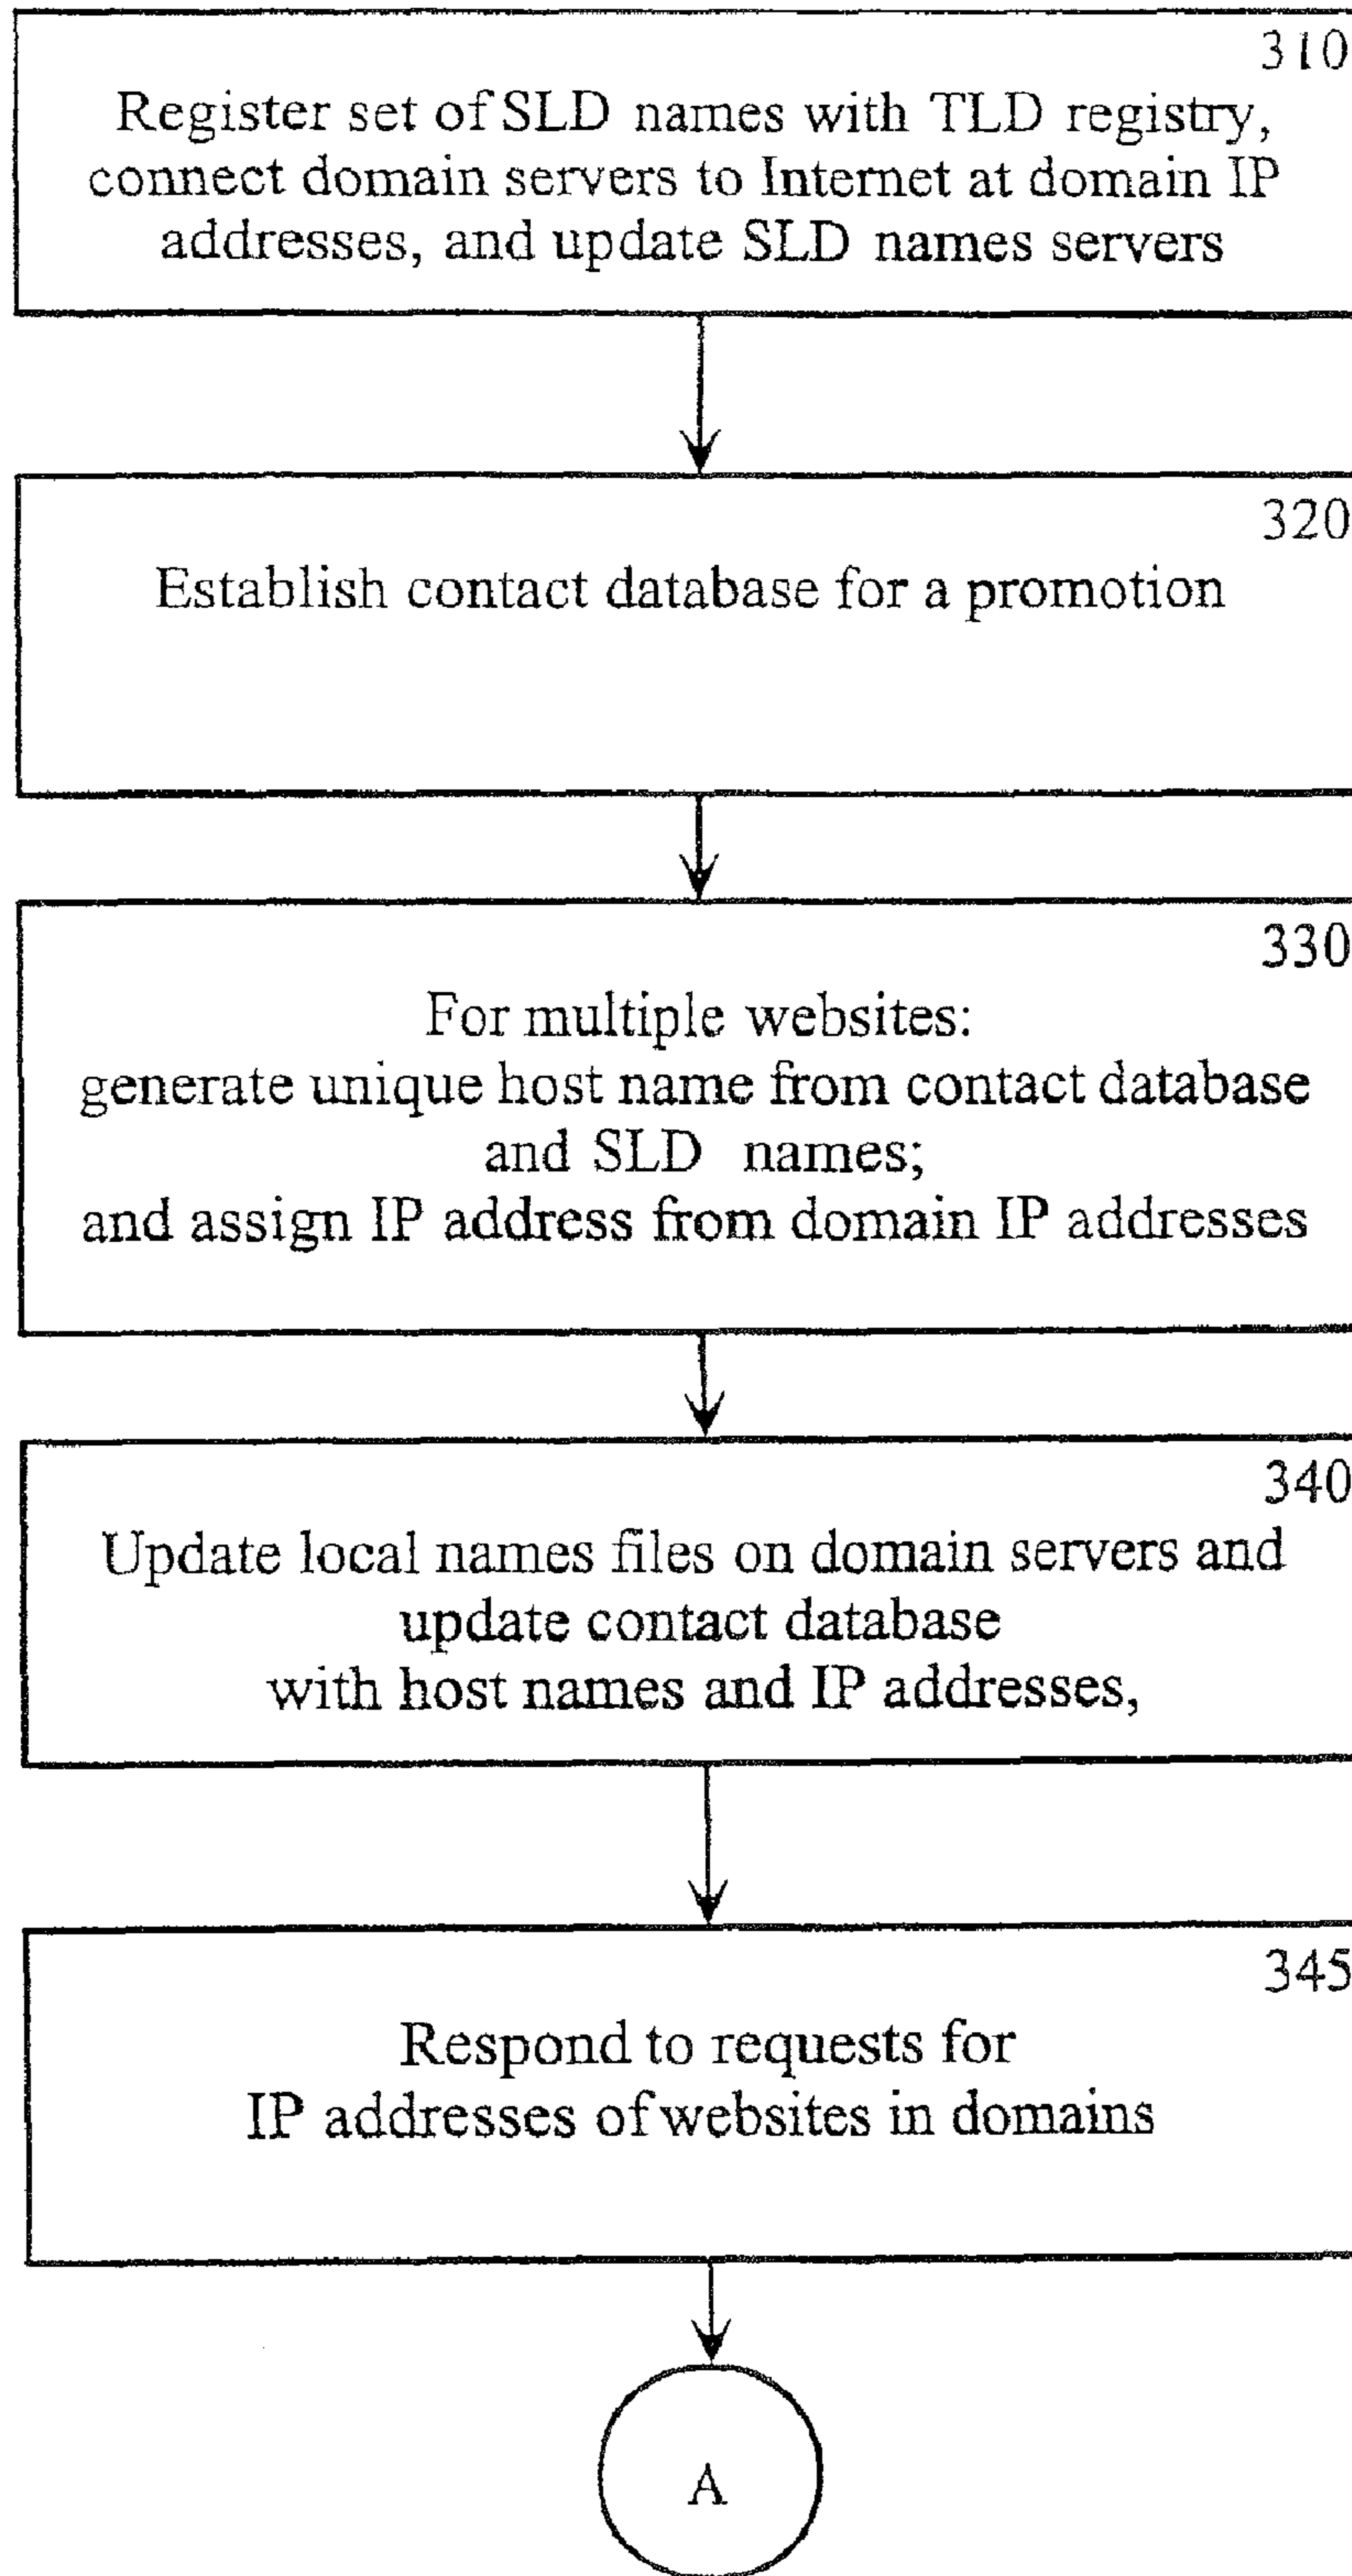 310
Register set of SLD names with TLD registry,
connect domain servers to Internet at domain IP
addresses, and update SLD names servers
320
Establish contact database for a promotion
330
For multiple websites:
generate unique host name from contact database
and SLD names;
and assign IP address from domain IP addresses
340
Update local names files on domain servers and
update contact database
with host names and IP addresses,
345
Respond to requests for
IP addresses of websites in domains
A